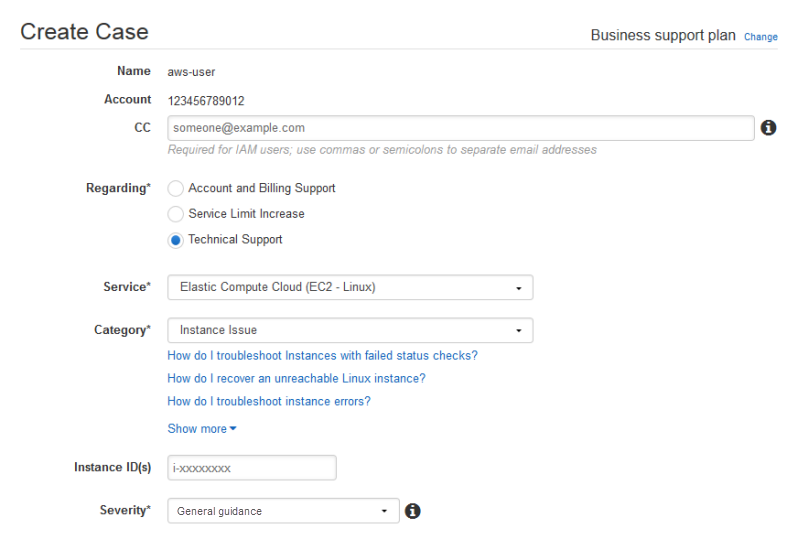 Create Case
Business support plan Change
Name aws-user
Account 123456789012
CC someone@example.com
Required for IAM users; use commas or semicolons to separate email addresses
Regarding* Account and Billing Support
Service Limit Increase
Technical Support
Service* Elastic Compute Cloud (EC2 - Linux)
Category* Instance Issue
How do I troubleshoot Instances with failed status checks?
How do I recover an unreachable Linux instance?
How do I troubleshoot instance errors?
Show more
Instance ID(s) i-xxxxxxxx
Severity* General guidance